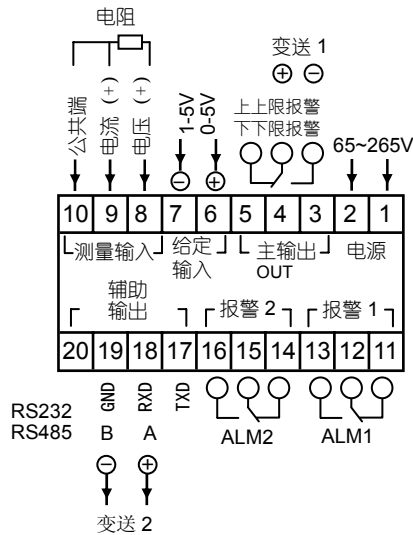 电阻
变送 1
⊕ ⊖
公共端
电流(+)
电压(+)
1-5V
0-5V
上上限报警
下下限报警
65~265V
⊖ ⊕
10 9 8 7 6 5 4 3 2 1
测量输入
给定
输入
主输出
OUT
电源
辅助
输出
报警 2
报警 1
20 19 18 17 16 15 14 13 12 11
RS232 GND RXD TXD
RS485 B A
ALM2 ALM1
⊖ ⊕
变送 2